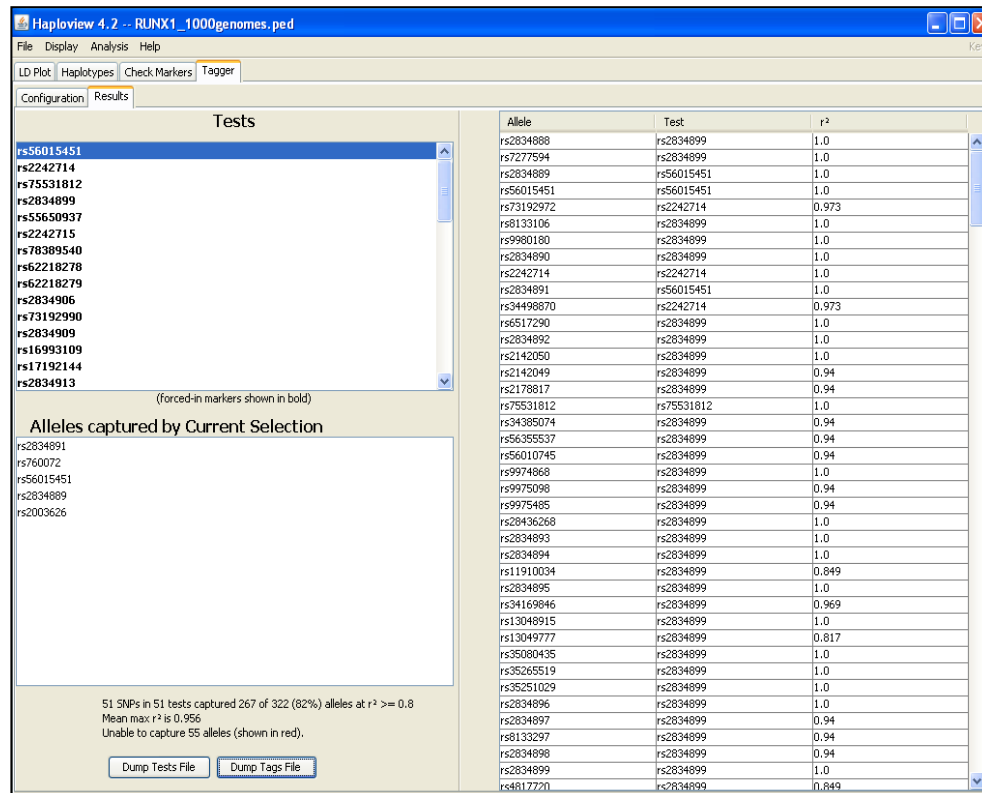 Haploview 4.2 -- RUNX1_1000genomes.ped
File Display Analysis Help
LD Plot Haplotypes Check Markers Tagger
Configuration Results
Tests
rs56015451
rs2242714
rs75531812
rs2834899
rs55650937
rs2242715
rs78389540
rs62218278
rs62218279
rs2834906
rs73192990
rs2834909
rs16993109
rs17192144
rs2834913
(forced-in markers shown in bold)
Alleles captured by Current Selection
rs2834891
rs760072
rs56015451
rs2834889
rs2003626
51 SNPs in 51 tests captured 267 of 322 (82%) alleles at r² >= 0.8
Mean max r² is 0.956
Unable to capture 55 alleles (shown in red).
Dump Tests File Dump Tags File
Allele Test r²
rs2834888 rs2834899 1.0
rs7277594 rs2834899 1.0
rs2834889 rs56015451 1.0
rs56015451 rs56015451 1.0
rs73192972 rs2242714 0.973
rs8133106 rs2834899 1.0
rs9980180 rs2834899 1.0
rs2834890 rs2834899 1.0
rs2242714 rs2242714 1.0
rs2834891 rs56015451 1.0
rs34498870 rs2242714 0.973
rs6517290 rs2834899 1.0
rs2834892 rs2834899 1.0
rs2142050 rs2834899 1.0
rs2142049 rs2834899 0.94
rs2178817 rs2834899 0.94
rs75531812 rs75531812 1.0
rs34385074 rs2834899 0.94
rs56355537 rs2834899 0.94
rs56010745 rs2834899 0.94
rs9974868 rs2834899 1.0
rs9975098 rs2834899 0.94
rs9975485 rs2834899 0.94
rs28436268 rs2834899 1.0
rs2834893 rs2834899 1.0
rs2834894 rs2834899 1.0
rs11910034 rs2834899 0.849
rs2834895 rs2834899 1.0
rs34169846 rs2834899 0.969
rs13048915 rs2834899 1.0
rs13049777 rs2834899 0.817
rs35080435 rs2834899 1.0
rs35265519 rs2834899 1.0
rs35251029 rs2834899 1.0
rs2834896 rs2834899 1.0
rs2834897 rs2834899 0.94
rs8133297 rs2834899 0.94
rs2834898 rs2834899 0.94
rs2834899 rs2834899 1.0
rs4817720 rs2834899 0.849